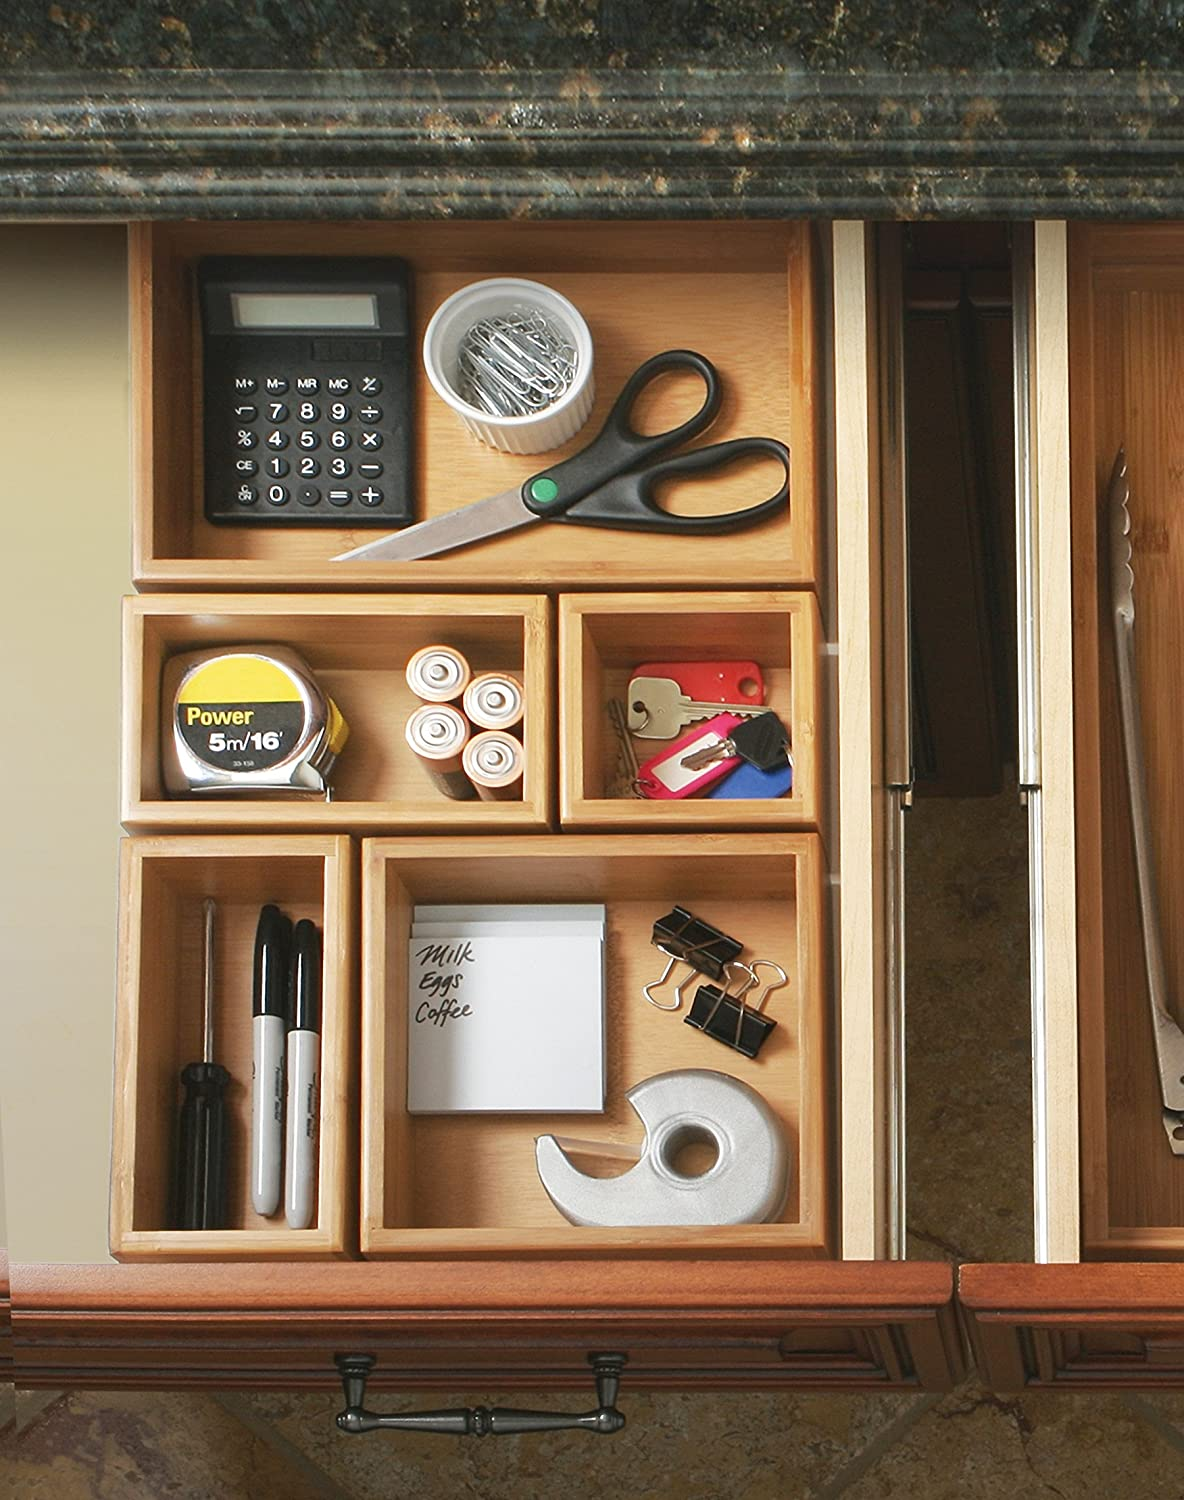 M+ M- MR MC +/-
√ 7 8 9 ÷
% 4 5 6 ×
CE 1 2 3 −
C/ON 0 · = +
Power
5m/16'
Milk
Eggs
Coffee